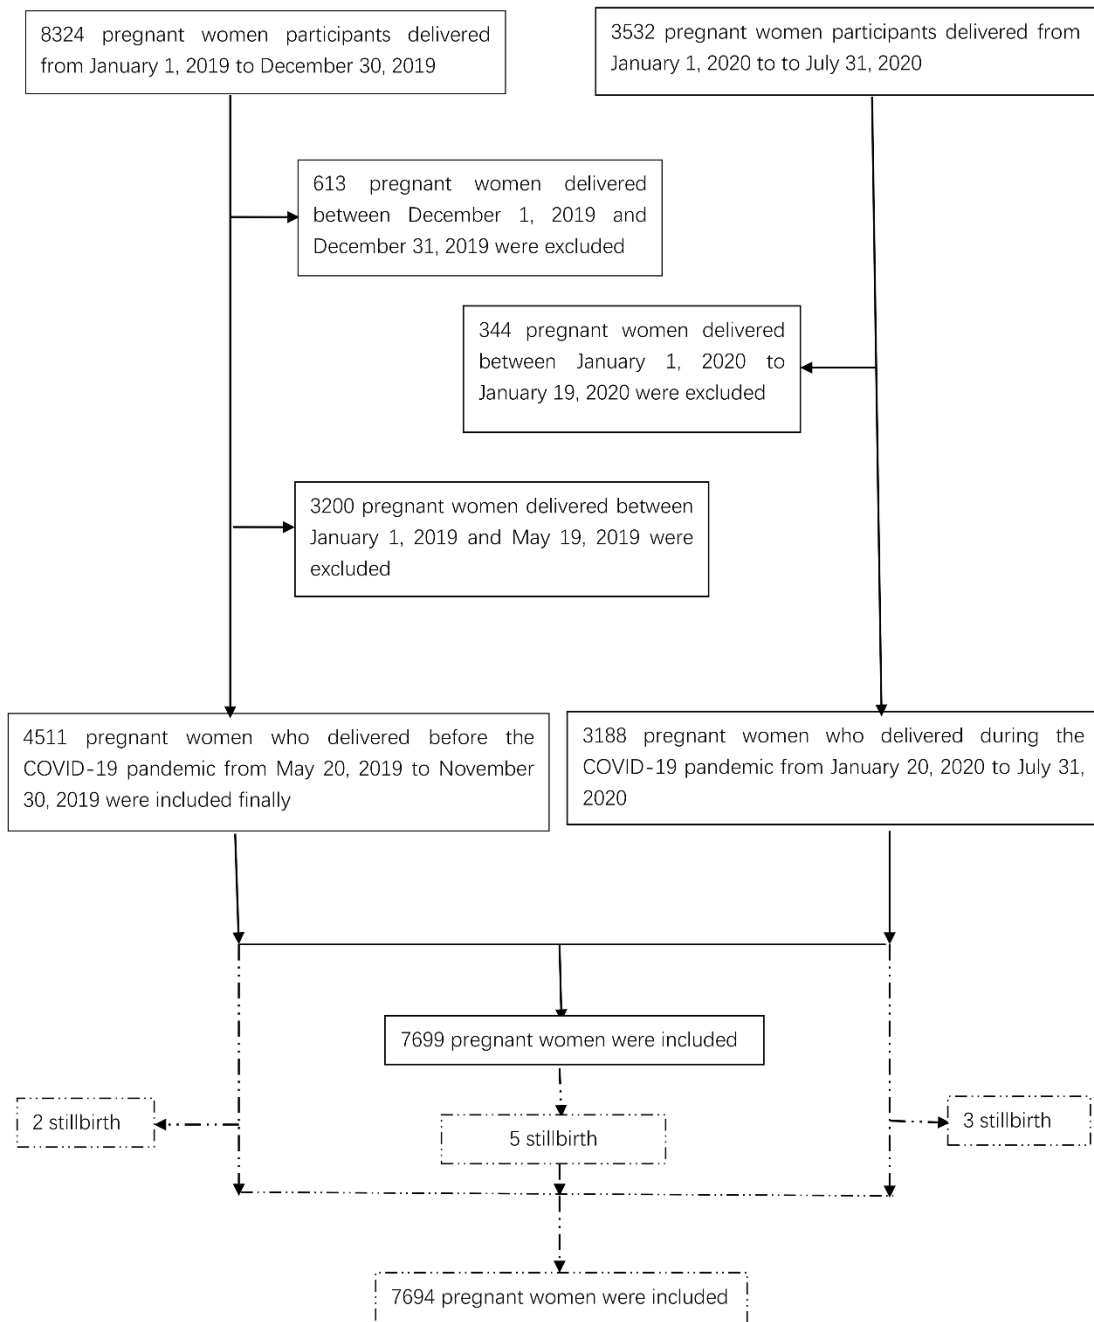 8324 pregnant women participants delivered
from January 1, 2019 to December 30, 2019
3532 pregnant women participants delivered from
January 1, 2020 to to July 31, 2020
613 pregnant women delivered
between December 1, 2019 and
December 31, 2019 were excluded
344 pregnant women delivered
between January 1, 2020 to
January 19, 2020 were excluded
3200 pregnant women delivered between
January 1, 2019 and May 19, 2019 were
excluded
4511 pregnant women who delivered before the
COVID-19 pandemic from May 20, 2019 to November
30, 2019 were included finally
3188 pregnant women who delivered during the
COVID-19 pandemic from January 20, 2020 to July 31,
2020
7699 pregnant women were included
2 stillbirth
5 stillbirth
3 stillbirth
7694 pregnant women were included